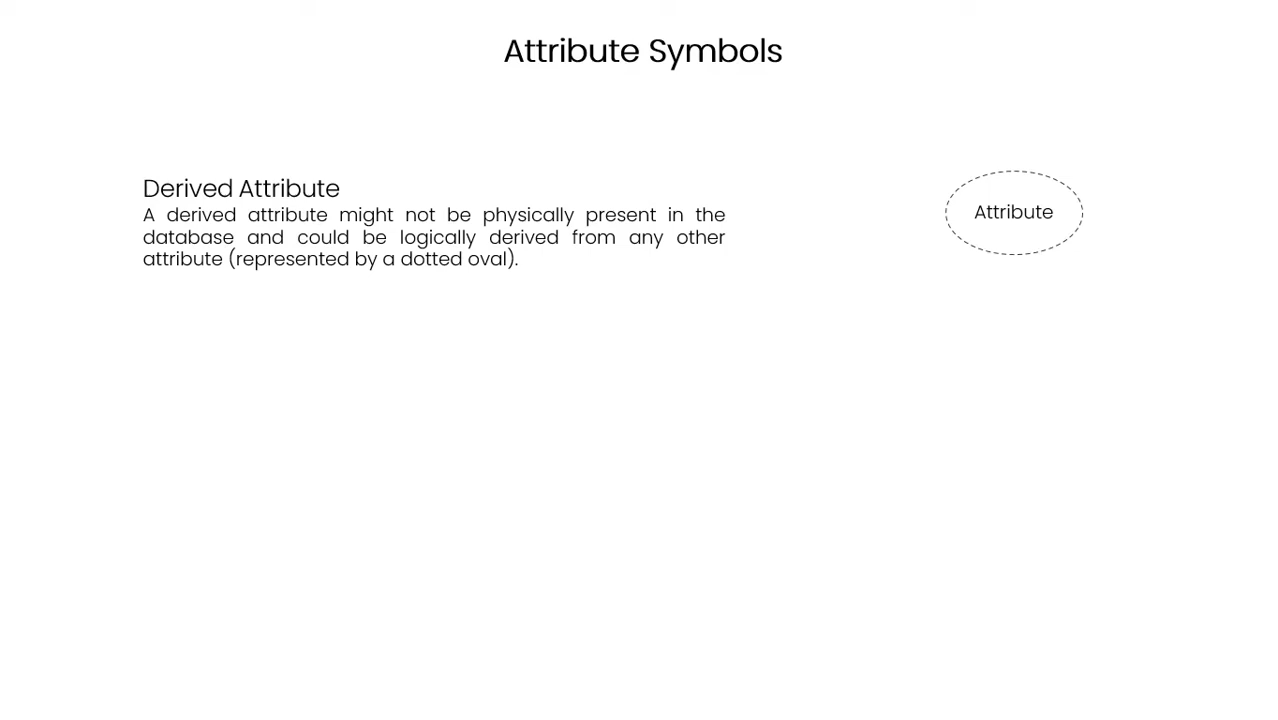 Attribute Symbols
Derived Attribute
A derived attribute might not be physically present in the
database and could be logically derived from any other
attribute (represented by a dotted oval).
Attribute